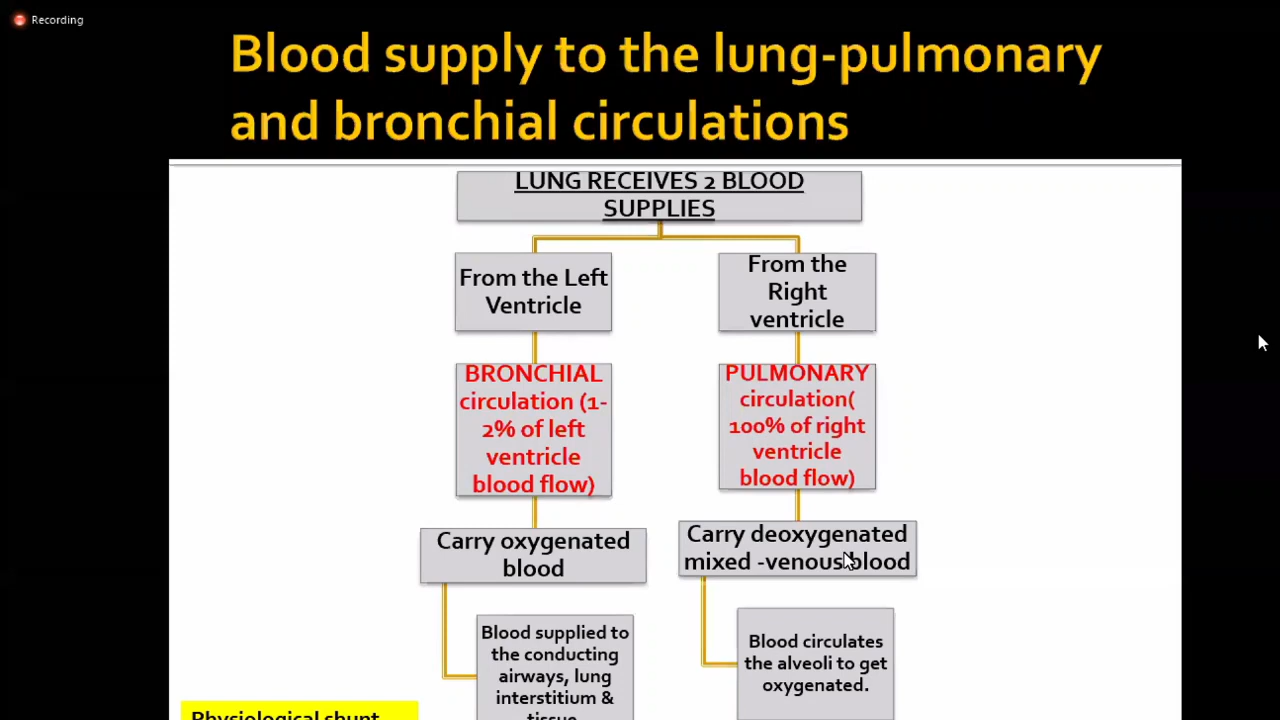 Recording
Blood supply to the lung-pulmonary
and bronchial circulations
LUNG RECEIVES 2 BLOOD
SUPPLIES
From the Left
Ventricle
From the
Right
ventricle
BRONCHIAL
circulation (1-
2% of left
ventricle
blood flow)
PULMONARY
circulation(
100% of right
ventricle
blood flow)
Carry oxygenated
blood
Carry deoxygenated
mixed -venous blood
Blood supplied to
the conducting
airways, lung
interstitium &
tissue
Blood circulates
the alveoli to get
oxygenated.
Physiological shunt